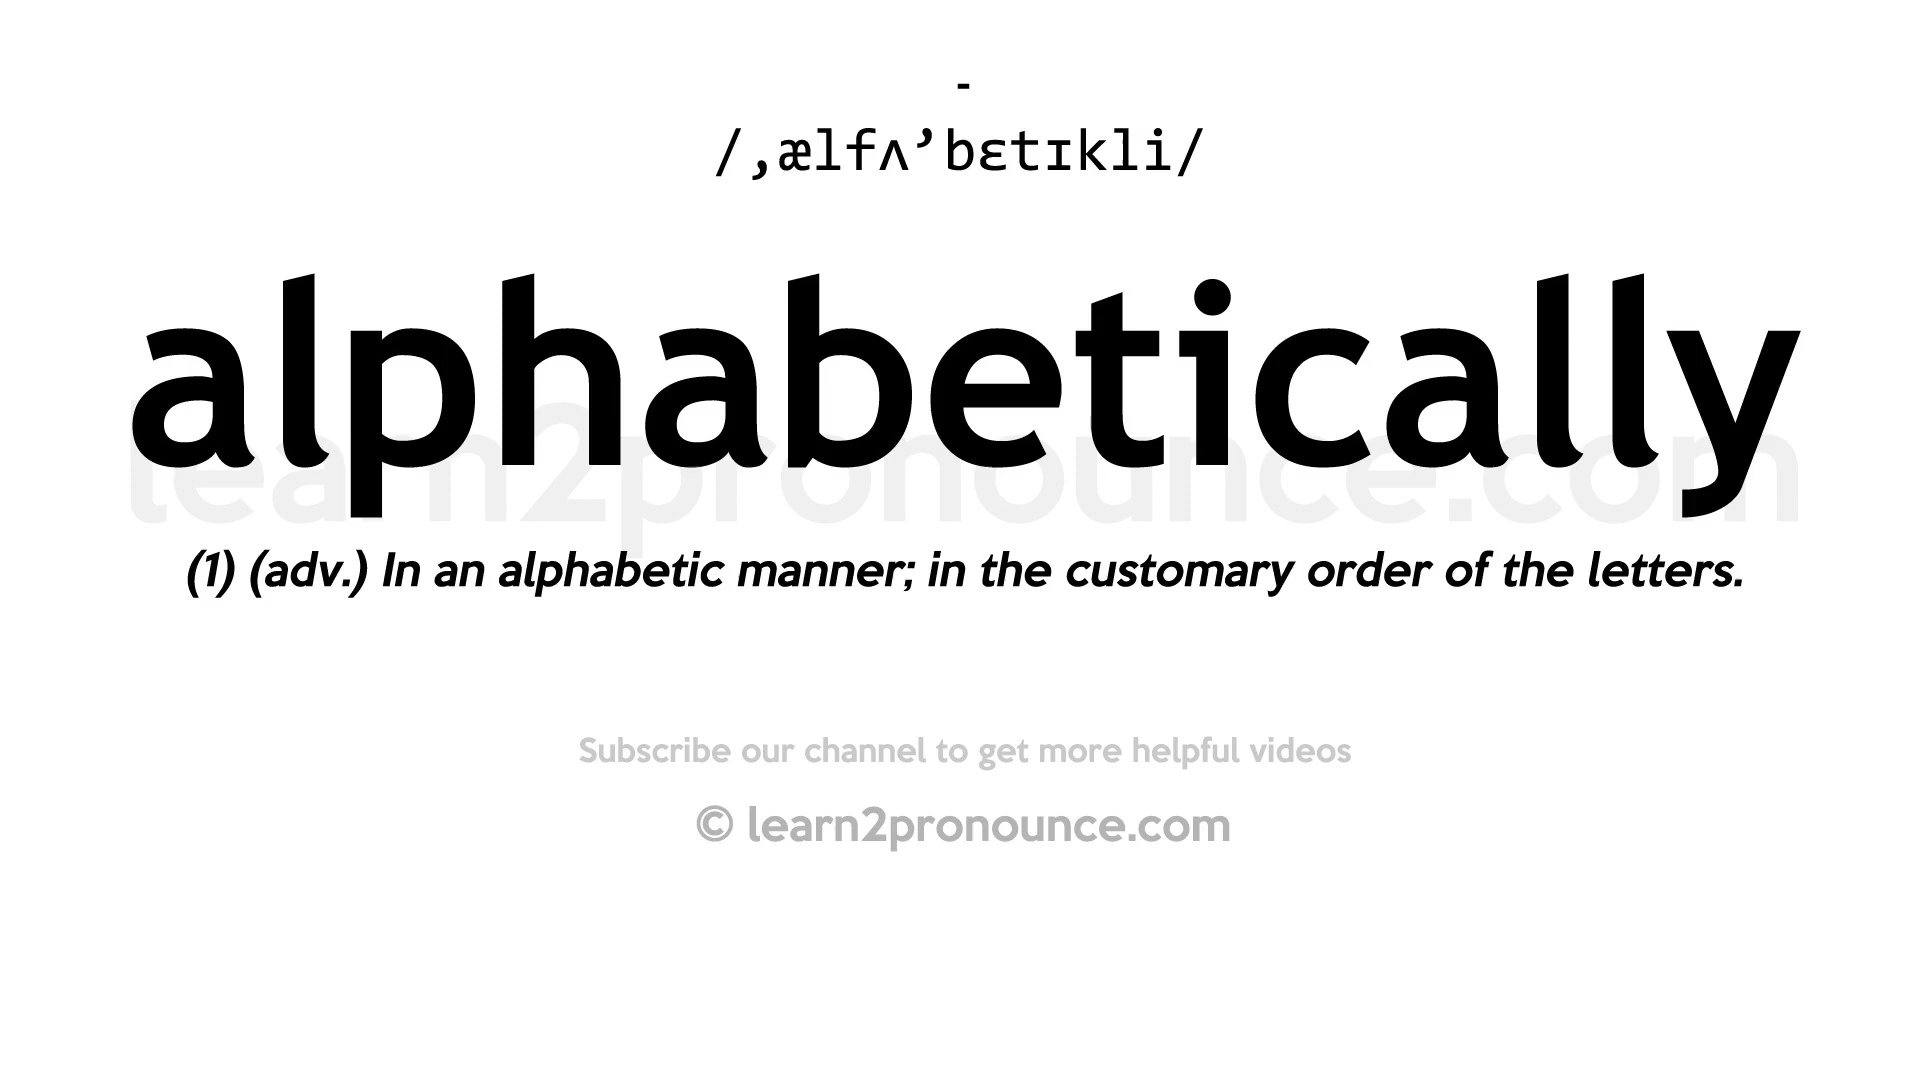 -
/,ælfʌ’bɛtɪkli/
alphabetically
learn2pronounce.com
(1) (adv.) In an alphabetic manner; in the customary order of the letters.
Subscribe our channel to get more helpful videos
© learn2pronounce.com